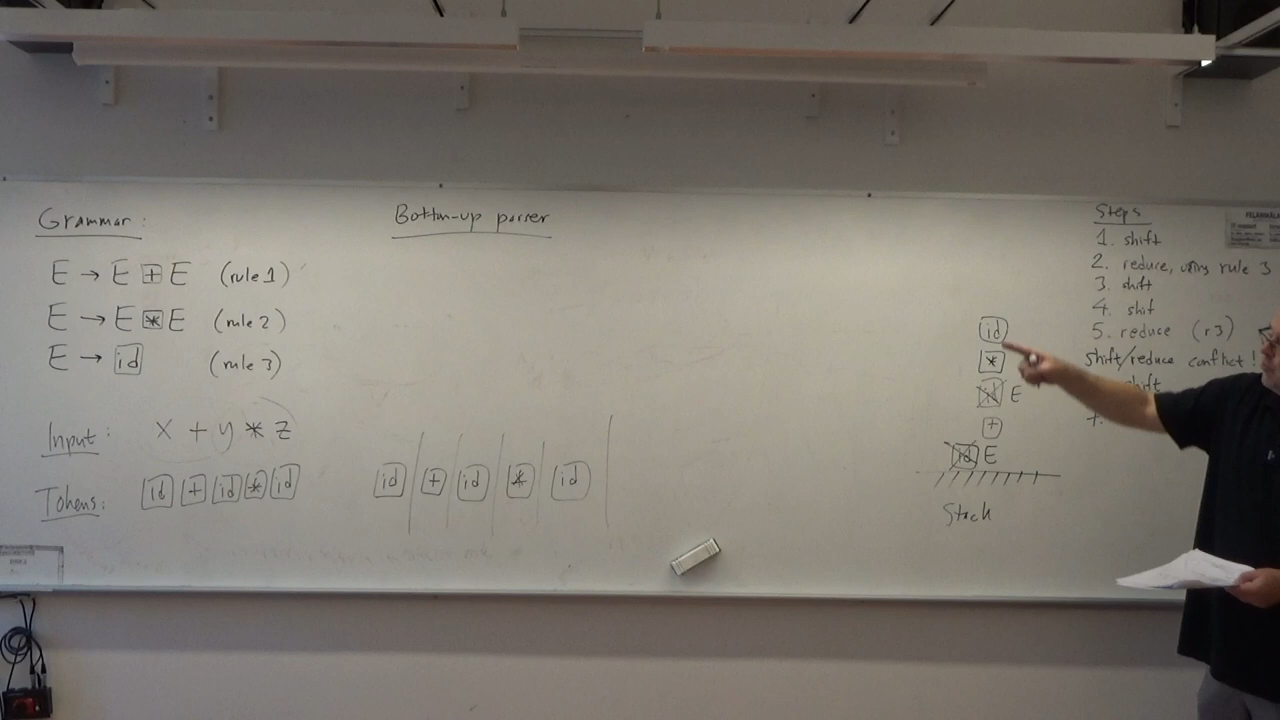 Grammar:
E → E + E (rule 1)
E → E * E (rule 2)
E → id (rule 3)
Input: x + y * z
Tokens: id + id * id
Bottom-up parser
id + id * id
id
*
id E
+
id E
Stack
Steps
1. shift
2. reduce, using rule 3
3. shift
4. shif
5. reduce (r3)
shift/reduce conflict!
shift
FELANMÄLA